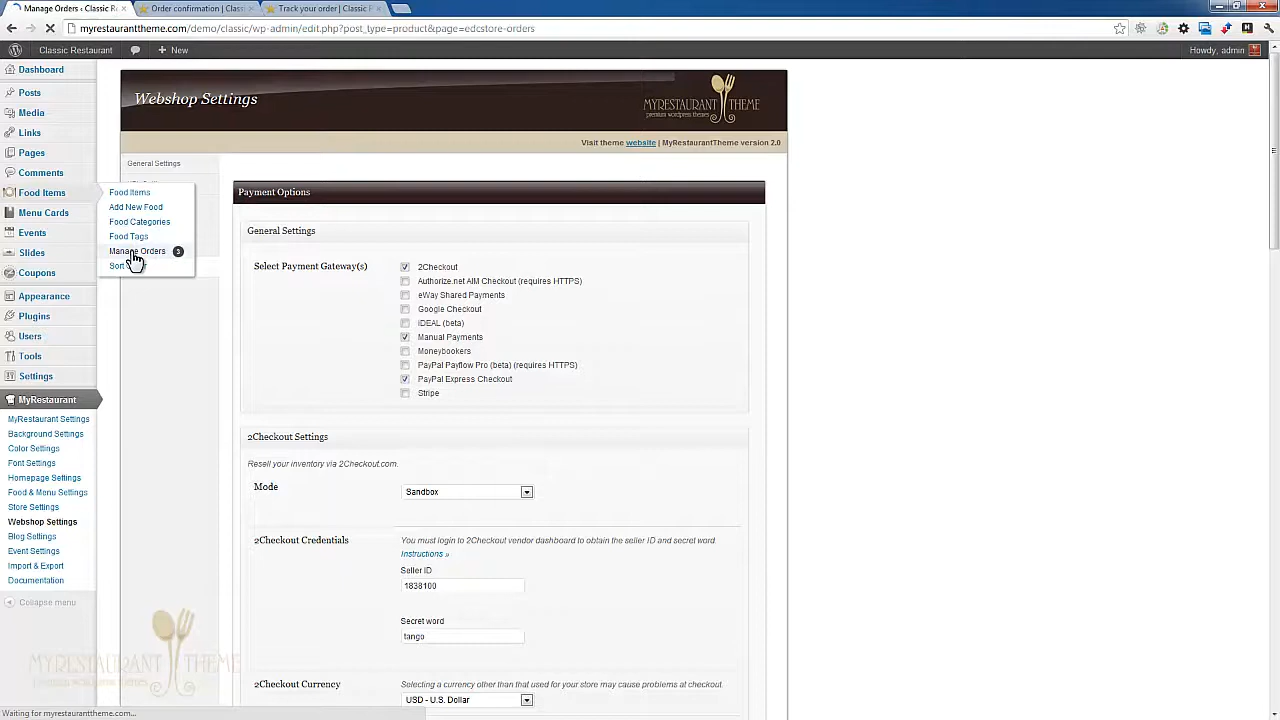 Manage Orders ‹ Classic R
Order confirmation | Class
Track your order | Classic
myrestauranttheme.com/demo/classic/wp-admin/edit.php?post_type=product&page=edcstore-orders
Classic Restaurant
+ New
Howdy, admin
Dashboard
Posts
Media
Links
Pages
Comments
Food Items
Menu Cards
Events
Slides
Coupons
Appearance
Plugins
Users
Tools
Settings
MyRestaurant
MyRestaurant Settings
Background Settings
Color Settings
Font Settings
Homepage Settings
Food & Menu Settings
Store Settings
Webshop Settings
Blog Settings
Event Settings
Import & Export
Documentation
Collapse menu
Food Items
Add New Food
Food Categories
Food Tags
Manage Orders 3
Webshop Settings
MYRESTAURANT THEME
premium wordpress themes
Visit theme website | MyRestaurantTheme version 2.0
General Settings
Payment Options
General Settings
Select Payment Gateway(s)
2Checkout
Authorize.net AIM Checkout (requires HTTPS)
eWay Shared Payments
Google Checkout
iDEAL (beta)
Manual Payments
Moneybookers
PayPal Payflow Pro (beta) (requires HTTPS)
PayPal Express Checkout
Stripe
2Checkout Settings
Resell your inventory via 2Checkout.com.
Mode
Sandbox
2Checkout Credentials
You must login to 2Checkout vendor dashboard to obtain the seller ID and secret word.
Instructions »
Seller ID
1838100
Secret word
tango
2Checkout Currency
Selecting a currency other than that used for your store may cause problems at checkout.
USD - U.S. Dollar
MYRESTAURANT THEME
premium wordpress themes
Waiting for myrestauranttheme.com...